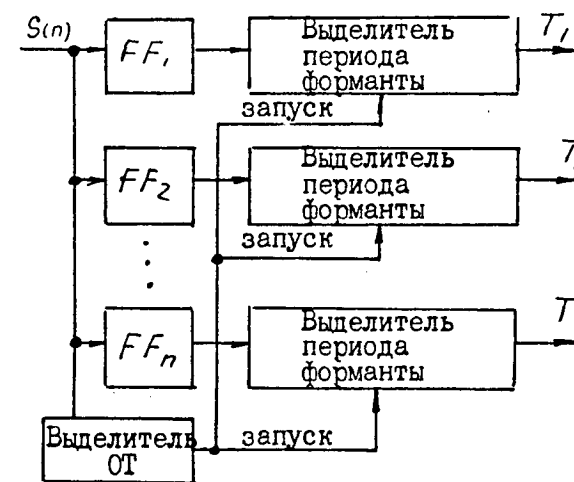 S(n)
FF₁
Выделитель
периода
форманты
T₁
запуск
FF₂
Выделитель
периода
форманты
T
запуск
FFₙ
Выделитель
периода
форманты
T
Выделитель
ОТ
запуск